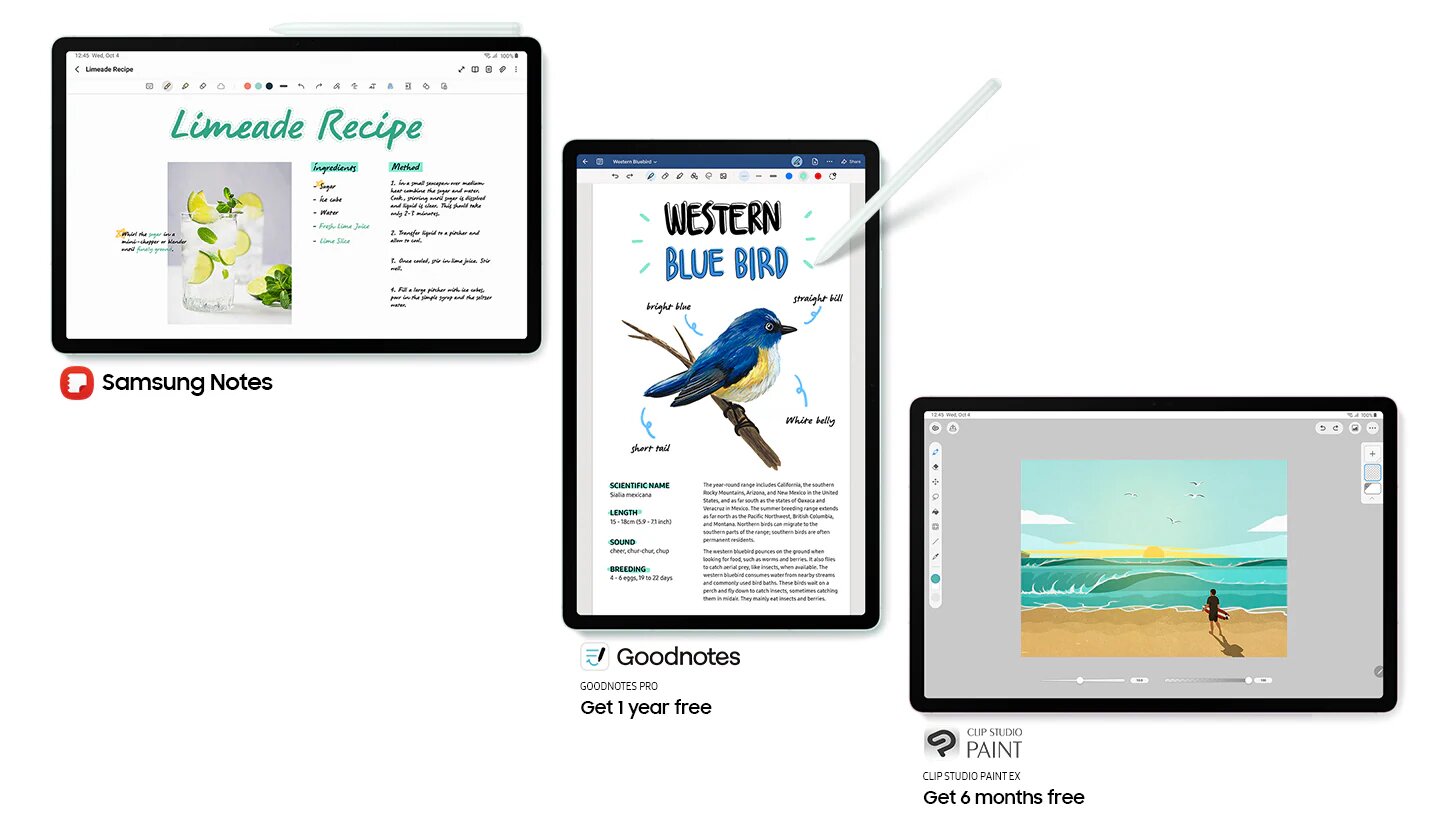 12:45 Wed, Oct 4
100%
Limeade Recipe
Limeade Recipe
Ingredients
- Sugar
- Ice cube
- Water
- Fresh Lime Juice
- Lime Slice
Method
1. In a small saucepan over medium
heat combine the sugar and water.
Cook, stirring until sugar is dissolved
and liquid is clear. This should take
only 2-3 minutes.
2. Transfer liquid to a pitcher and
allow to cool.
3. Once cooled, stir in lime juice. Stir
well.
4. Fill a large pitcher with ice cubes,
pour in the simple syrup and the seltzer
water.
Whirl the sugar in a
mini-chopper or blender
until finely ground.
Samsung Notes
Western Bluebird
Share
WESTERN
BLUE BIRD
bright blue
straight bill
White belly
short tail
SCIENTIFIC NAME
Sialia mexicana
LENGTH
15 - 18cm (5.9 - 7.1 inch)
SOUND
cheer, chur-chur, chup
BREEDING
4 - 6 eggs, 19 to 22 days
The year-round range includes California, the southern
Rocky Mountains, Arizona, and New Mexico in the United
States, and as far south as the states of Oaxaca and
Veracruz in Mexico. The summer breeding range extends
as far north as the Pacific Northwest, British Columbia,
and Montana. Northern birds can migrate to the
southern parts of the range; southern birds are often
permanent residents.
The western bluebird pounces on the ground when
looking for food, such as worms and berries. It also flies
to catch aerial prey, like insects, when available. The
western bluebird consumes water from nearby streams
and commonly used bird baths. These birds wait on a
perch and fly down to catch insects, sometimes catching
them in midair. They mainly eat insects and berries.
Goodnotes
GOODNOTES PRO
Get 1 year free
12:45 Wed, Oct 4
100%
CLIP STUDIO
PAINT
CLIP STUDIO PAINT EX
Get 6 months free